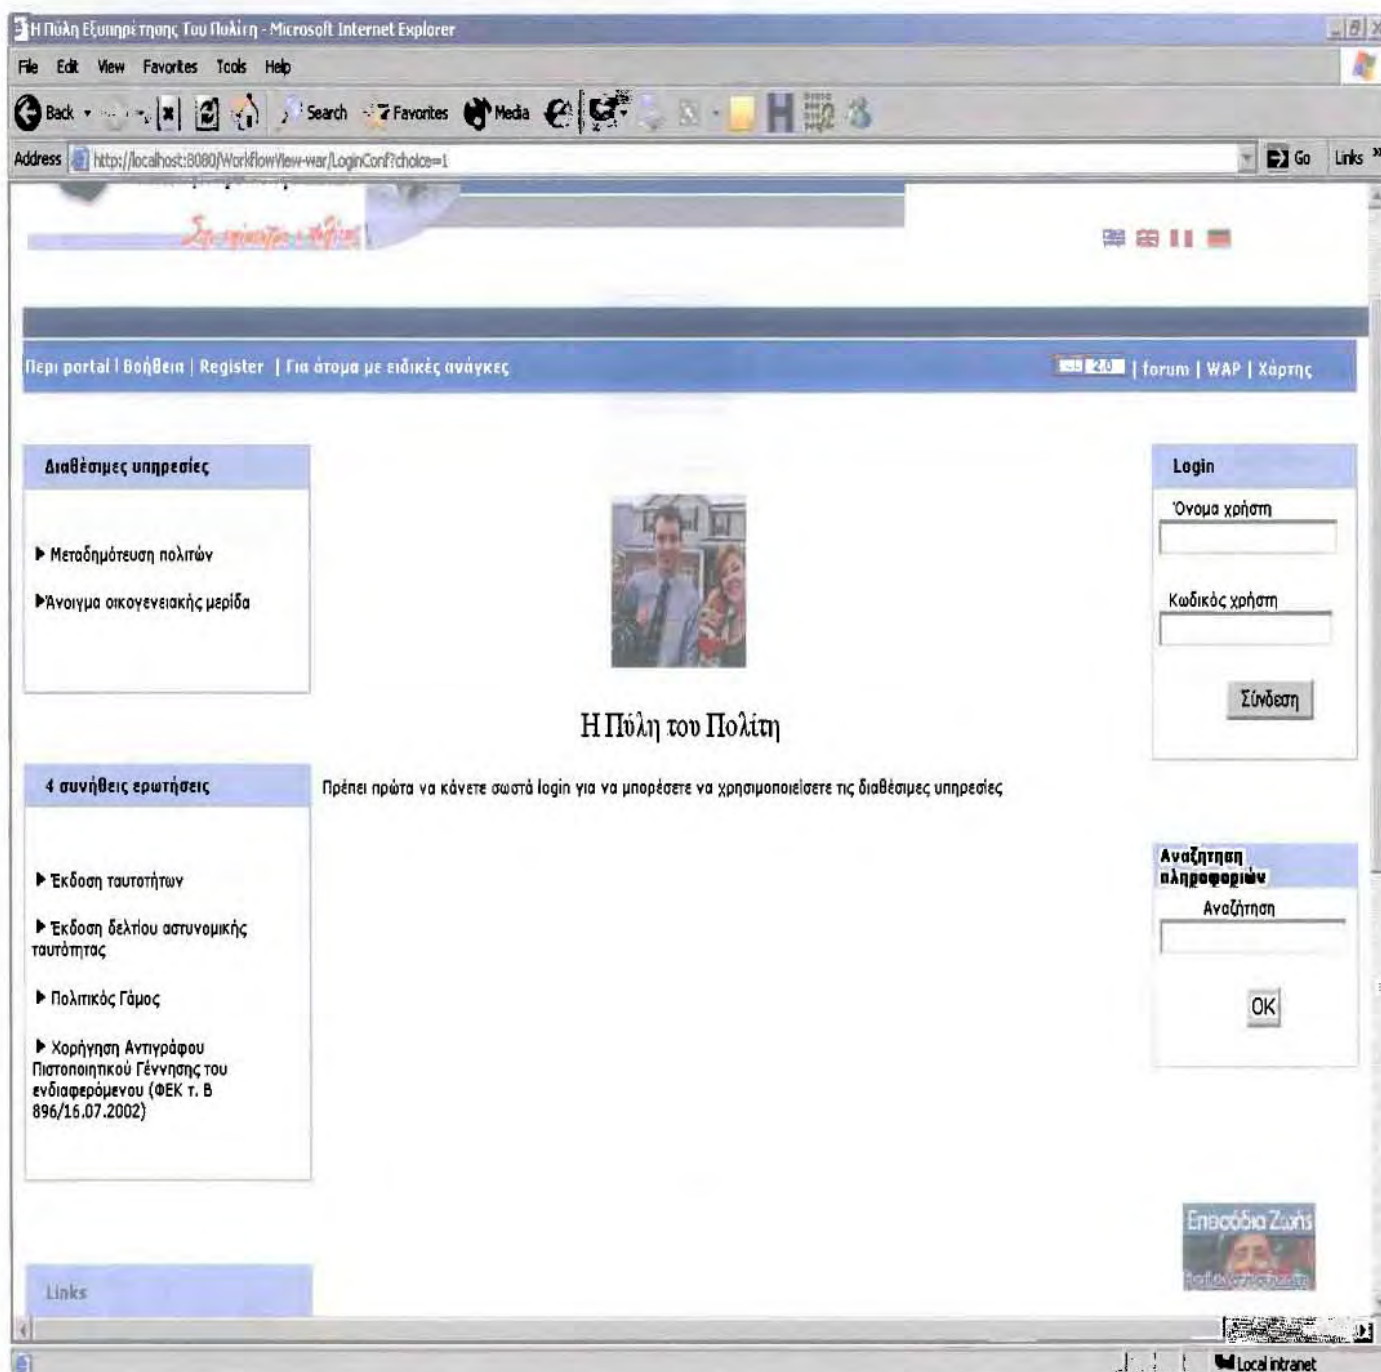 Η Πύλη Εξυπηρέτησης Του Πολίτη - Microsoft Internet Explorer
File Edit View Favorites Tools Help
Back Search Favorites Media
Address http://localhost:8080/WorkflowView-war/LoginConf?choice=1 Go Links
Περι portal | Βοήθεια | Register | Για άτομα με ειδικές ανάγκες
2.0 | forum | WAP | Χάρτης
Διαθέσιμες υπηρεσίες
Μεταδημότευση πολιτών
Άνοιγμα οικογενειακής μερίδα
Login
Όνομα χρήστη
Κωδικός χρήστη
Σύνδεση
Η Πύλη του Πολίτη
Πρέπει πρώτα να κάνετε σωστά login για να μπορέσετε να χρησιμοποιείσετε τις διαθέσιμες υπηρεσίες
4 συνήθεις ερωτήσεις
Έκδοση ταυτοτήτων
Έκδοση δελτίου αστυνομικής
ταυτότητας
Πολιτικός Γάμος
Χορήγηση Αντιγράφου
Πιστοποιητικού Γέννησης του
ενδιαφερόμενου (ΦΕΚ τ. Β
896/16.07.2002)
Αναζητηση
πληροφοριών
Αναζήτηση
OK
Επεισόδια Ζωής
Links
Local intranet